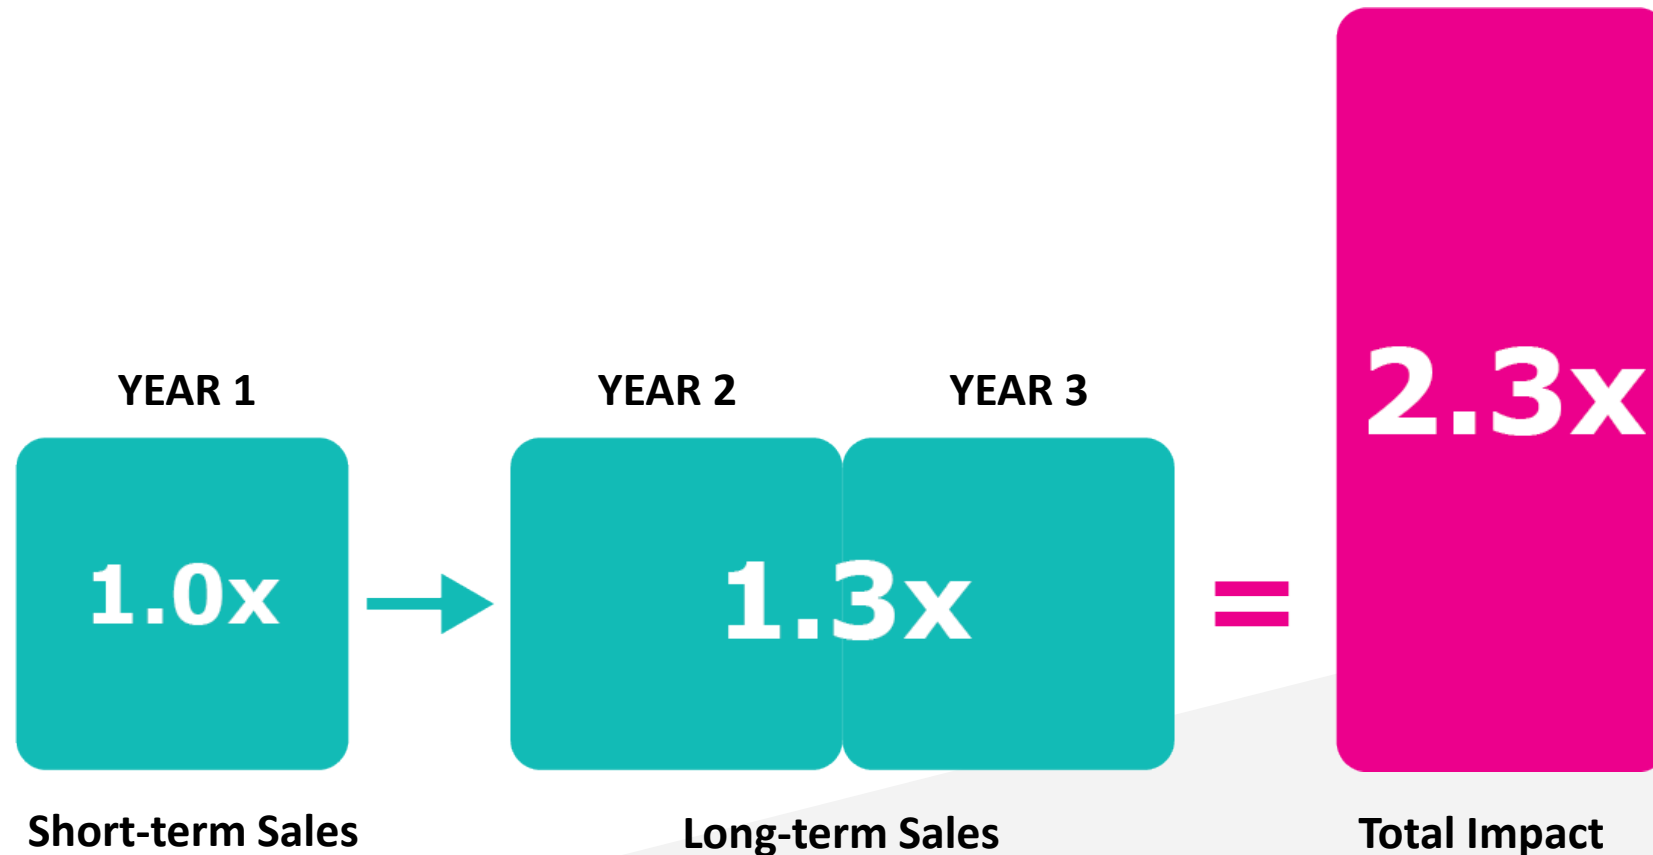 YEAR 1
YEAR 2
YEAR 3
1.0x
1.3x
=
2.3x
Short-term Sales
Long-term Sales
Total Impact